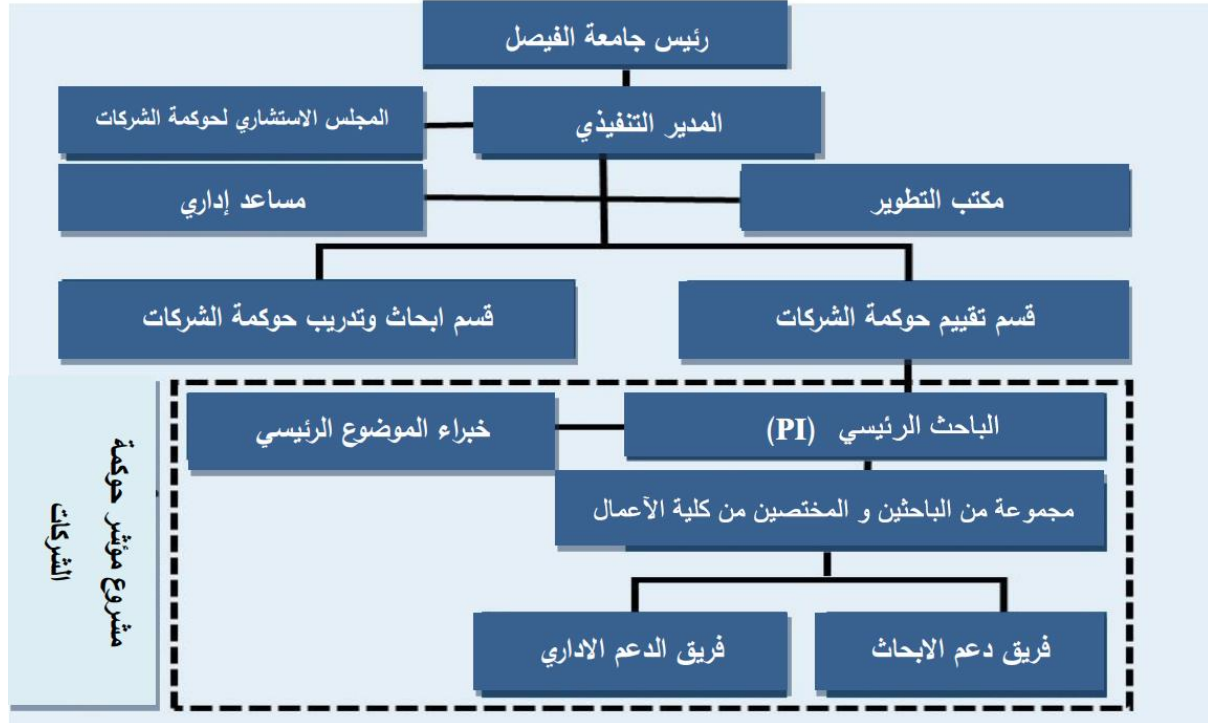 رئيس جامعة الفيصل
المدير التنفيذي
المجلس الاستشاري لحوكمة الشركات
مكتب التطوير
مساعد إداري
قسم تقييم حوكمة الشركات
قسم ابحاث وتدريب حوكمة الشركات
الباحث الرئيسي (PI)
خبراء الموضوع الرئيسي
مجموعة من الباحثين و المختصين من كلية الآعمال
فريق دعم الابحاث
فريق الدعم الاداري
مشروع مؤشر حوكمة
الشركات